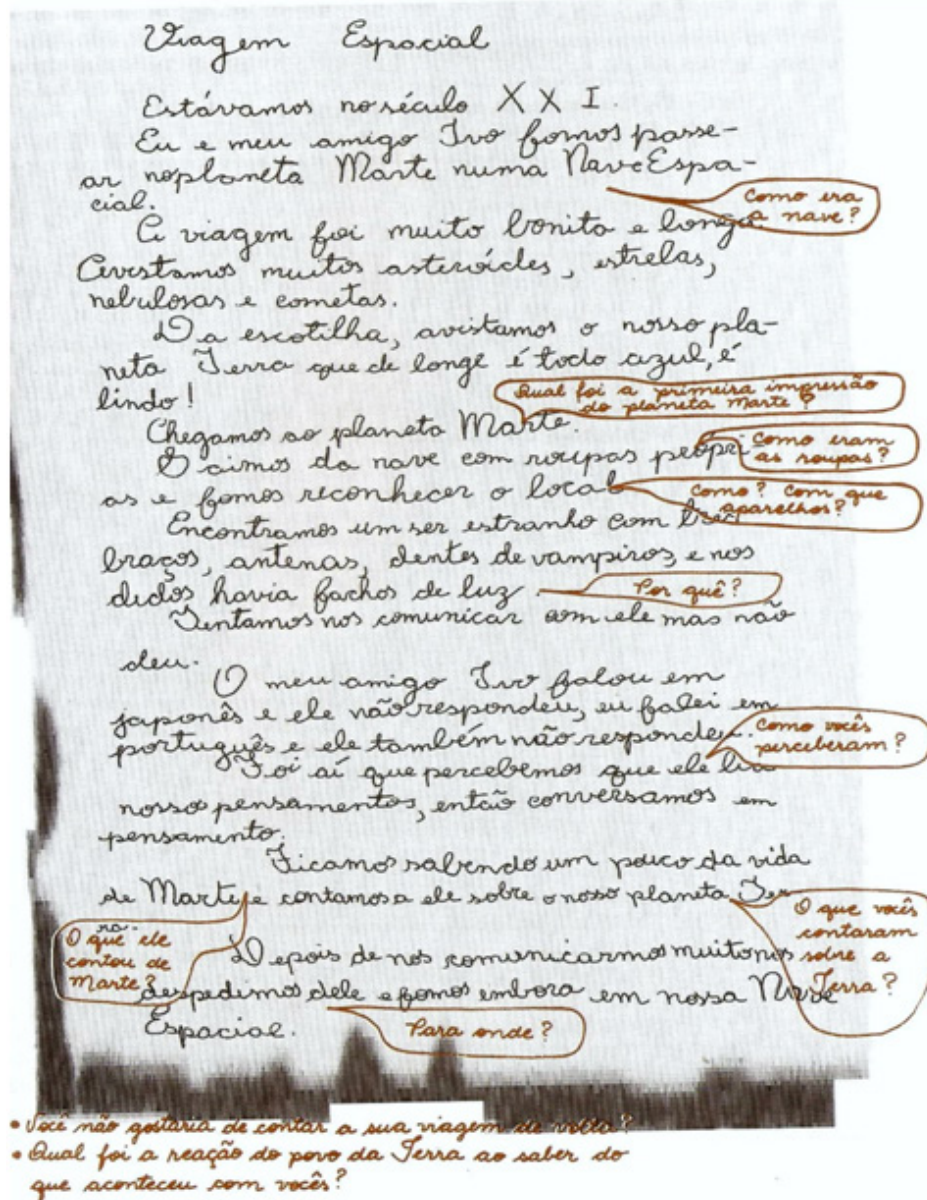 Viagem Espacial
Estávamos no século X X I
Eu e meu amigo Ivo fomos passe-
ar no planeta Marte numa Nave Espa-
cial.
Como era
a nave?
A viagem foi muito bonita e longa.
Avistamos muitos asteróides, estrelas,
nebulosas e cometas.
Da escotilha, avistamos o nosso pla-
neta Terra que de longe é todo azul, é
lindo!
Qual foi a primeira impressão
do planeta Marte?
Chegamos ao planeta Marte.
Saimos da nave com roupas própri-
Como eram
as roupas?
as e fomos reconhecer o local
Como? Com que
aparelhos?
Encontramos um ser estranho com três
braços, antenas, dentes de vampiros, e nos
dedos havia fachos de luz
Por quê?
Tentamos nos comunicar com ele mas não
deu.
O meu amigo Ivo falou em
japonês e ele não respondeu, eu falei em
português e ele também não respondeu.
Como vocês
perceberam?
Foi aí que percebemos que ele lia
nosso pensamentos, então conversamos em
pensamento.
Ficamos sabendo um pouco da vida
de Marte e contamos a ele sobre o nosso planeta Ter
ra.
O que ele
contou de
Marte?
O que vocês
contaram
sobre a
Terra?
Depois de nos comunicarmos muito nos
despedimos dele e fomos embora em nossa Nave
Espacial.
Para onde?
• Você não gostaria de contar a sua viagem de volta?
• Qual foi a reação do povo da Terra ao saber do
que aconteceu com vocês?